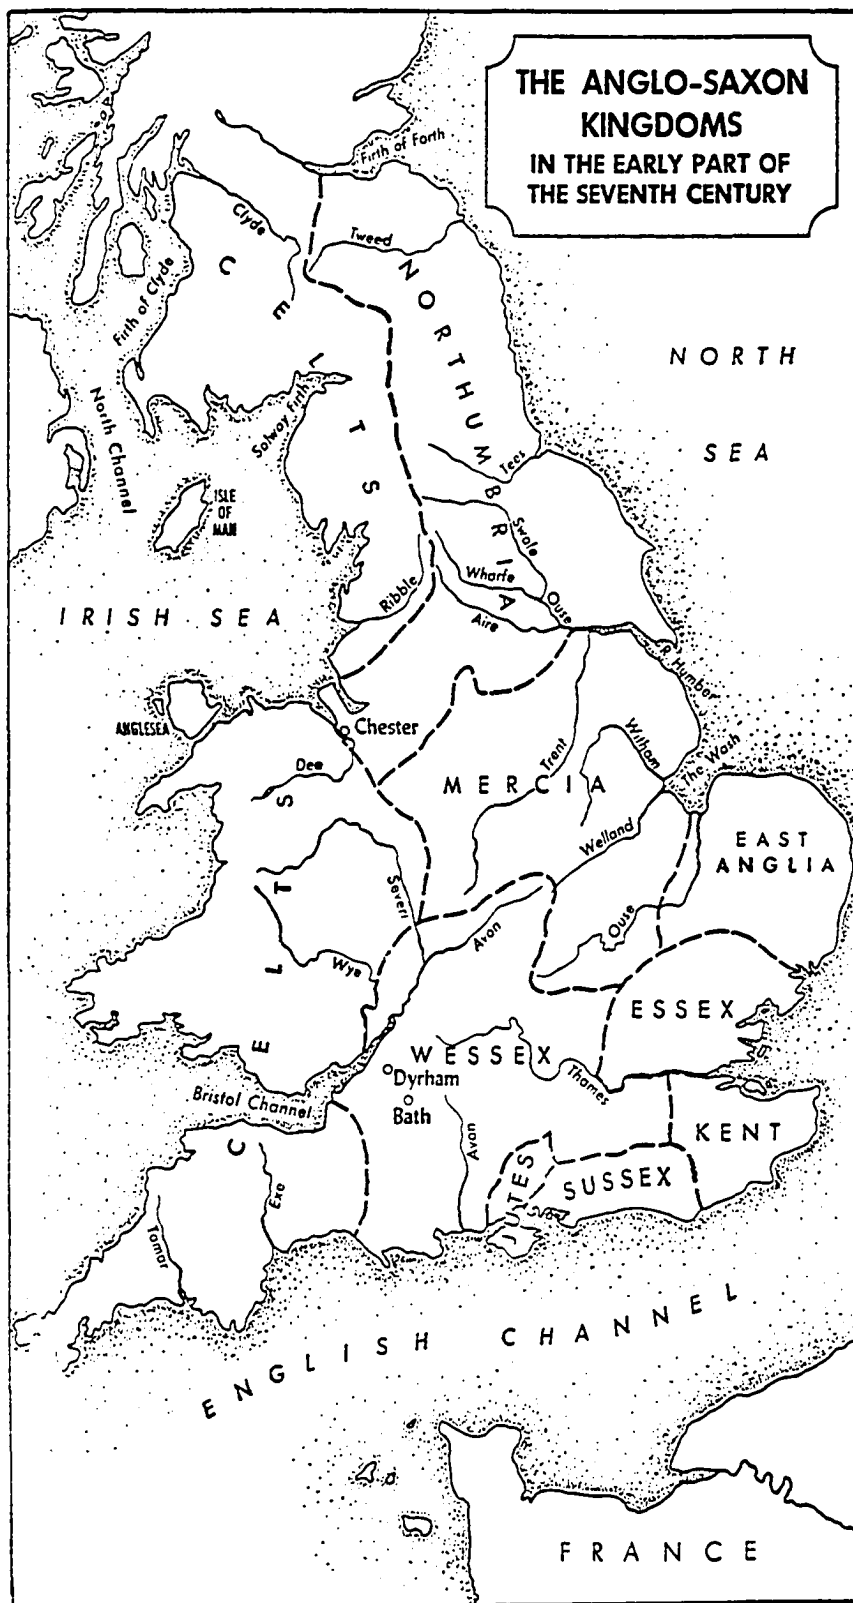 THE ANGLO-SAXON
KINGDOMS
IN THE EARLY PART OF
THE SEVENTH CENTURY
Firth of Forth
Clyde
Tweed
Firth of Clyde
CELTS
NORTHUMBRIA
NORTH
SEA
North Channel
Solway Firth
Tees
ISLE
OF
MAN
Swale
Wharfe
Ouse
Ribble
Aire
IRISH SEA
R. Humber
ANGLESEA
Chester
Trent
Witham
The Wash
Dee
MERCIA
Welland
EAST
ANGLIA
Severn
Avon
Ouse
Wye
CELTS
ESSEX
WESSEX
Dyrham
Thames
Bath
Bristol Channel
Avon
KENT
JUTES
SUSSEX
Exe
Tamar
ENGLISH CHANNEL
FRANCE